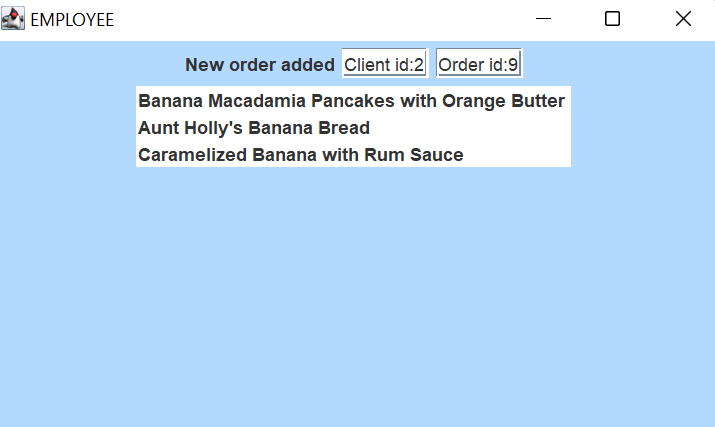 EMPLOYEE
New order added Client id:2 Order id:9
Banana Macadamia Pancakes with Orange Butter
Aunt Holly's Banana Bread
Caramelized Banana with Rum Sauce